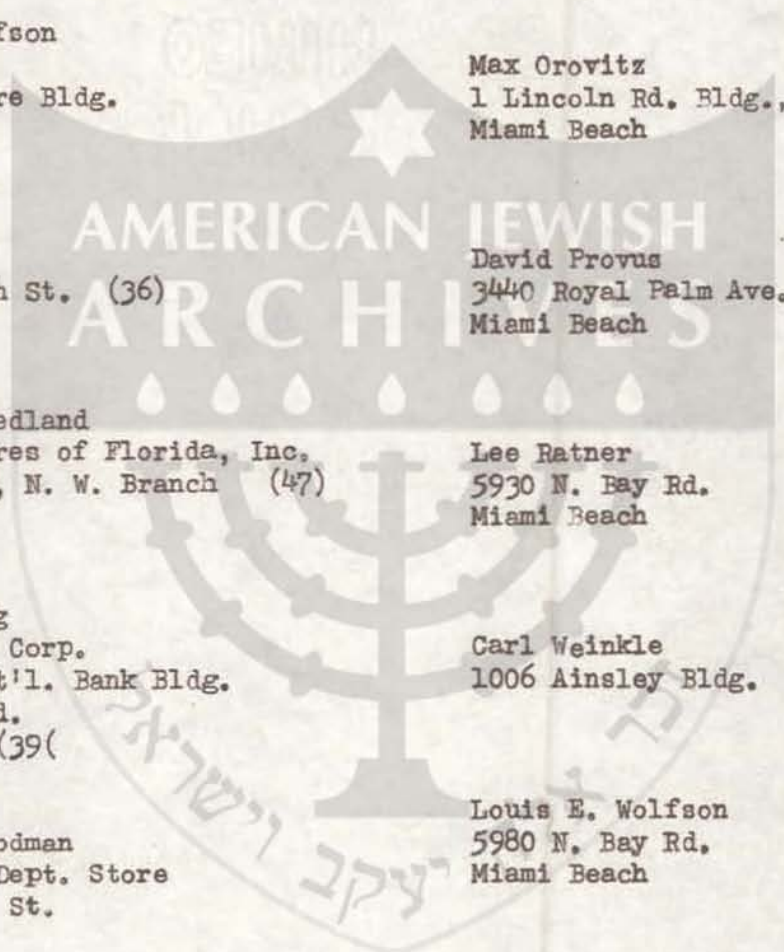 fson
re Bldg.
Max Orovitz
1 Lincoln Rd. Bldg.,
Miami Beach
AMERICAN JEWISH
ARCHIVES
h St. (36)
David Provus
3440 Royal Palm Ave.
Miami Beach
edland
res of Florida, Inc.
, N. W. Branch (47)
Lee Ratner
5930 N. Bay Rd.
Miami Beach
g
Corp.
t'l. Bank Bldg.
d.
(39(
Carl Weinkle
1006 Ainsley Bldg.
odman
Dept. Store
St.
Louis E. Wolfson
5980 N. Bay Rd.
Miami Beach
יצקב וישראל